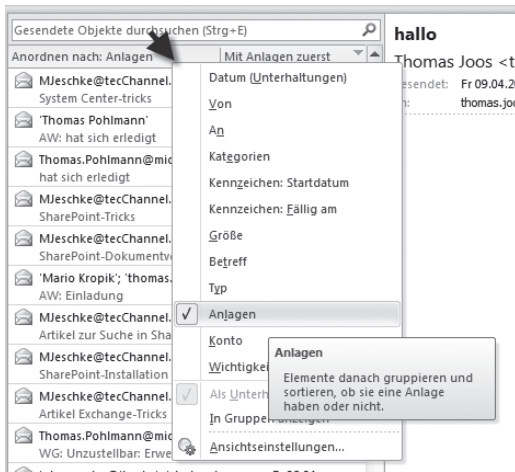 Gesendete Objekte durchsuchen (Strg+E)
hallo
Anordnen nach: Anlagen
Mit Anlagen zuerst
Thomas Joos <t
esendet: Fr 09.04.20
thomas.joo
MJeschke@tecChannel.
System Center-tricks
'Thomas Pohlmann'
AW: hat sich erledigt
Thomas.Pohlmann@mic
hat sich erledigt
MJeschke@tecChannel.
SharePoint-Tricks
MJeschke@tecChannel.
SharePoint-Dokumentv
'Mario Kropik'; 'thomas.
AW: Einladung
MJeschke@tecChannel.
Artikel zur Suche in Sha
MJeschke@tecChannel.
SharePoint-Installation
MJeschke@tecChannel.
Artikel Exchange-Tricks
Thomas.Pohlmann@mic
WG: Unzustellbar: Erwe
Datum (Unterhaltungen)
Von
An
Kategorien
Kennzeichen: Startdatum
Kennzeichen: Fällig am
Größe
Betreff
Typ
Anlagen
Konto
Wichtigkei
Als Unterh
In Gruppen anzeigen
Ansichtseinstellungen...
Anlagen
Elemente danach gruppieren und
sortieren, ob sie eine Anlage
haben oder nicht.